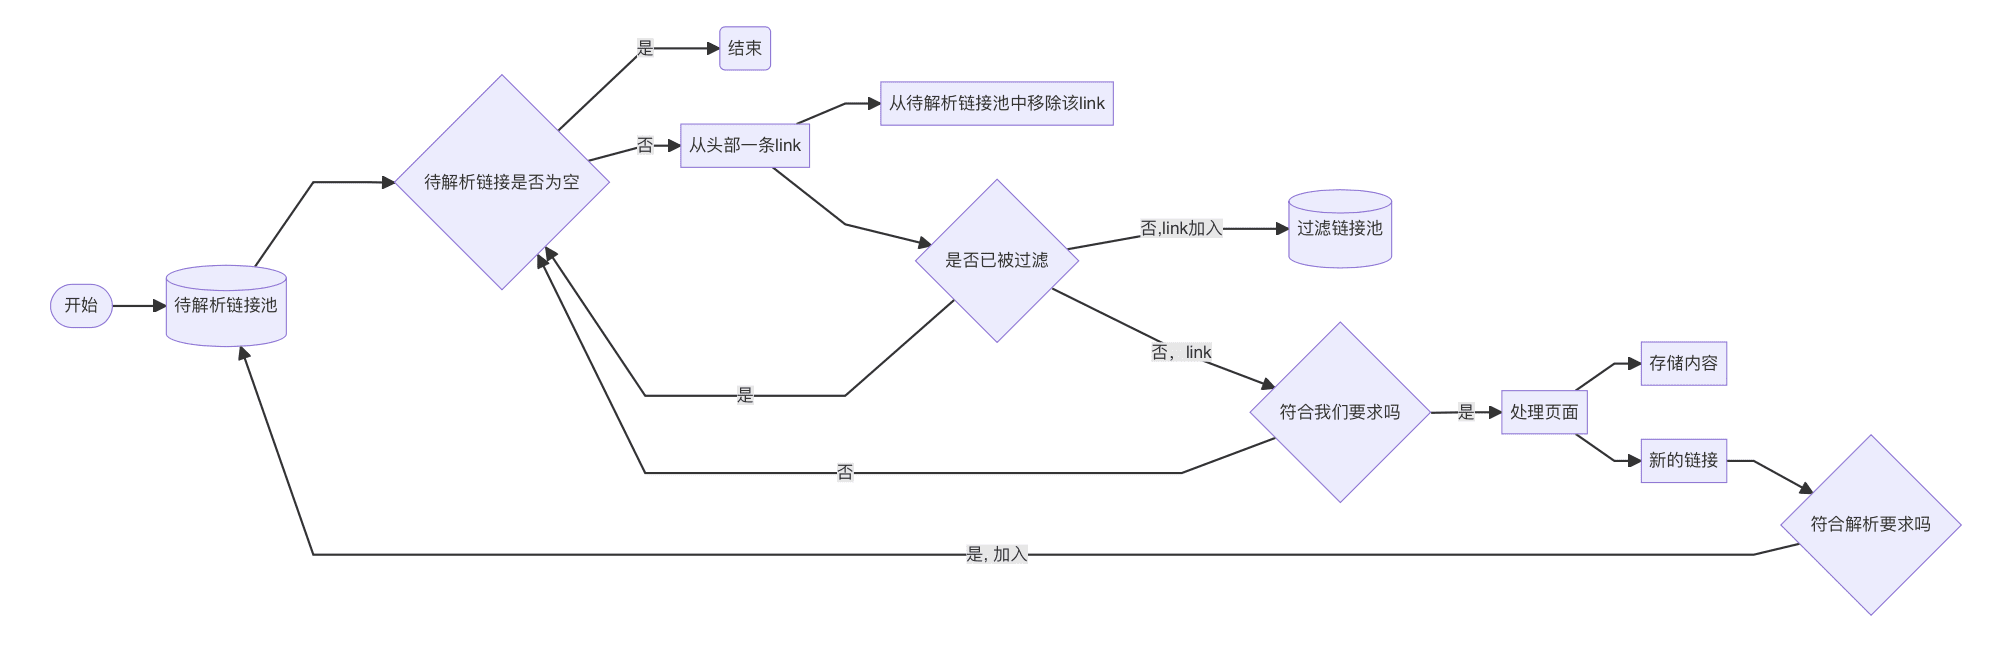 是
结束
从待解析链接池中移除该link
否
从头部一条link
待解析链接是否为空
否,link加入
过滤链接池
是否已被过滤
开始
待解析链接池
否，link
存储内容
是
符合我们要求吗
是
处理页面
新的链接
否
符合解析要求吗
是, 加入